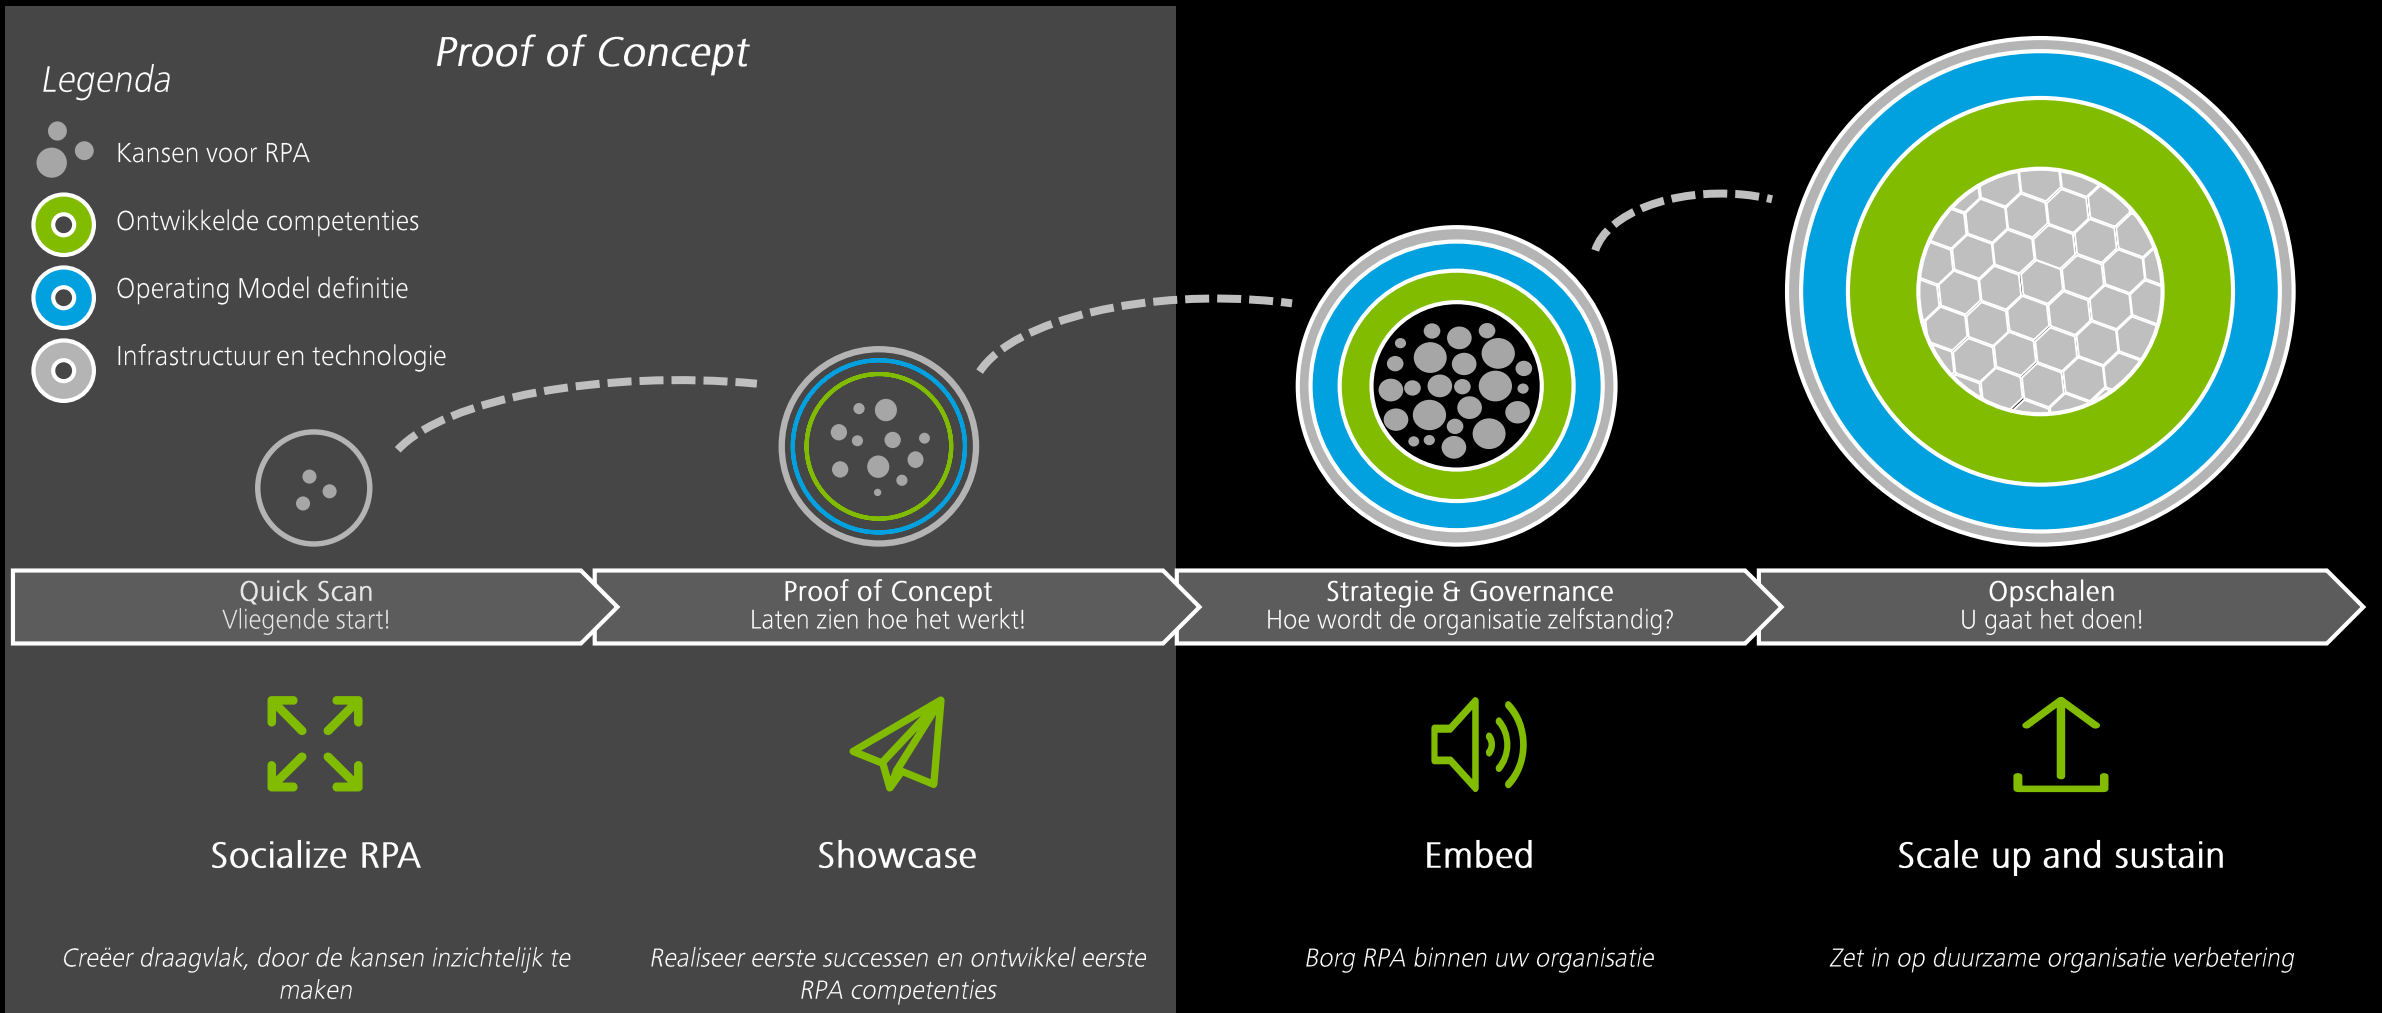 Proof of Concept
Legenda
Kansen voor RPA
Ontwikkelde competenties
Operating Model definitie
Infrastructuur en technologie
Quick Scan
Vliegende start!
Proof of Concept
Laten zien hoe het werkt!
Strategie & Governance
Hoe wordt de organisatie zelfstandig?
Opschalen
U gaat het doen!
Socialize RPA
Showcase
Embed
Scale up and sustain
Creëer draagvlak, door de kansen inzichtelijk te
maken
Realiseer eerste successen en ontwikkel eerste
RPA competenties
Borg RPA binnen uw organisatie
Zet in op duurzame organisatie verbetering